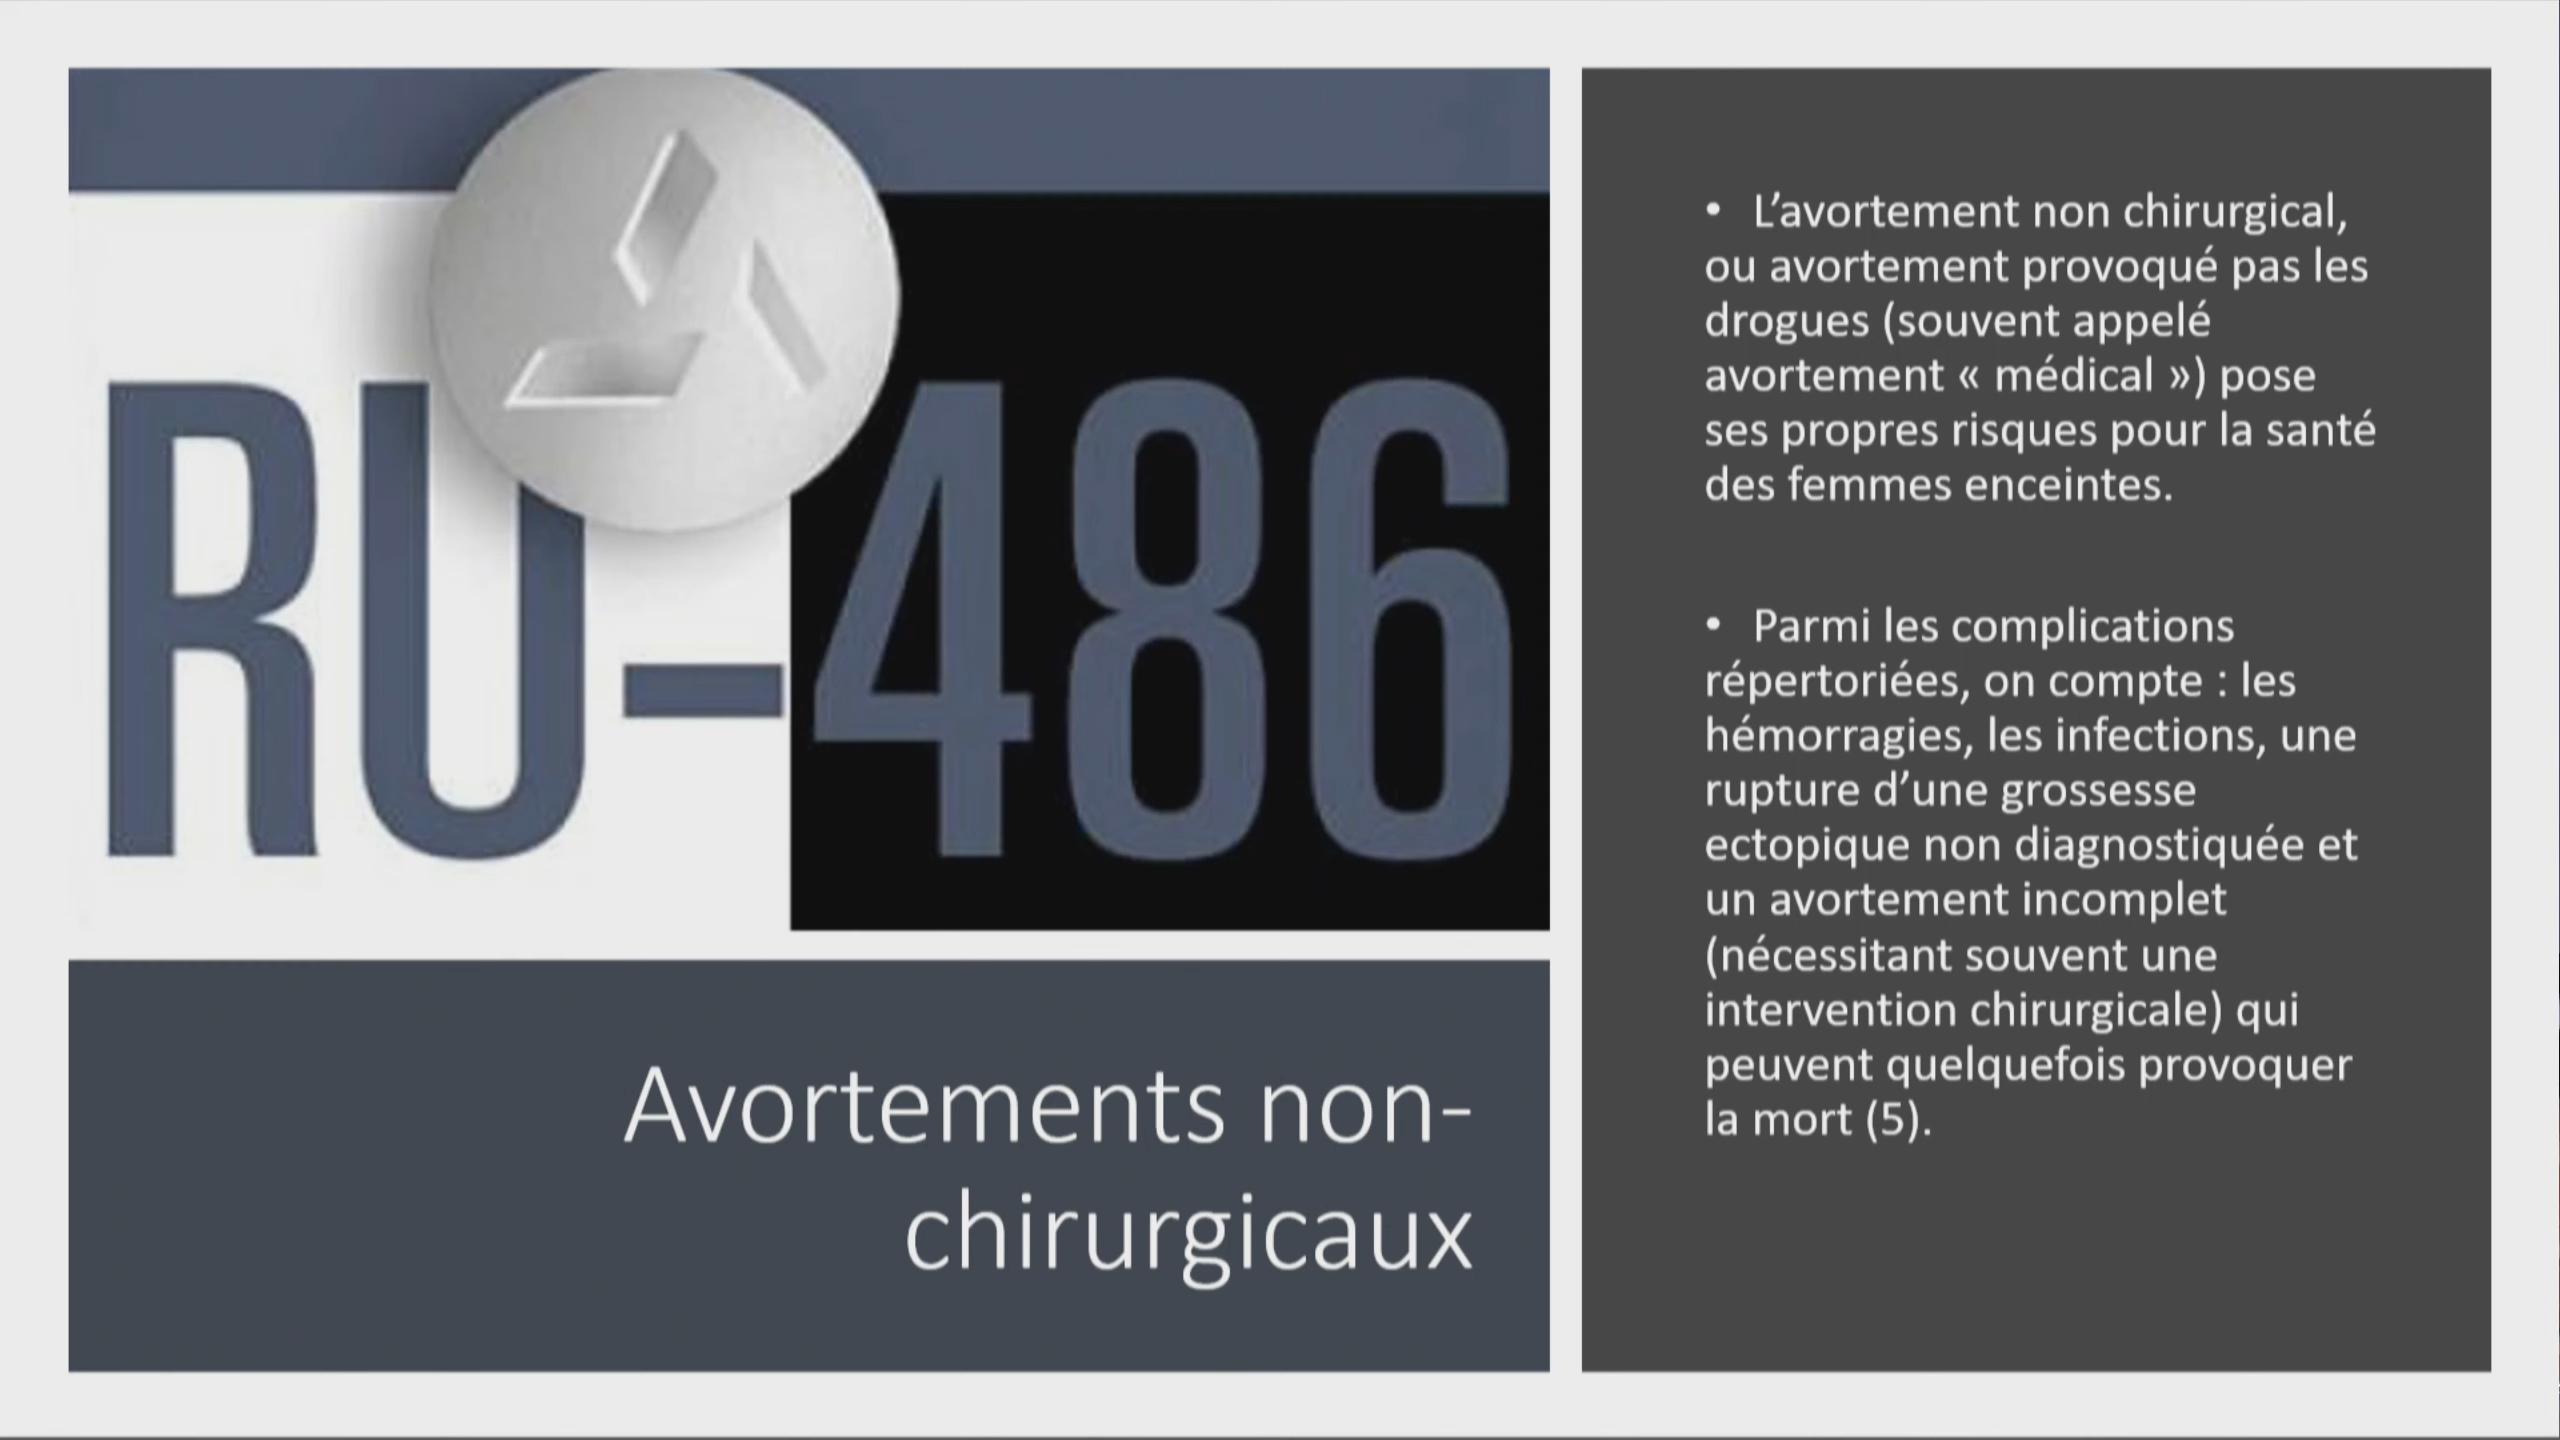 RU-486
Avortements non-
chirurgicaux
• L’avortement non chirurgical,
ou avortement provoqué pas les
drogues (souvent appelé
avortement « médical ») pose
ses propres risques pour la santé
des femmes enceintes.
• Parmi les complications
répertoriées, on compte : les
hémorragies, les infections, une
rupture d’une grossesse
ectopique non diagnostiquée et
un avortement incomplet
(nécessitant souvent une
intervention chirurgicale) qui
peuvent quelquefois provoquer
la mort (5).